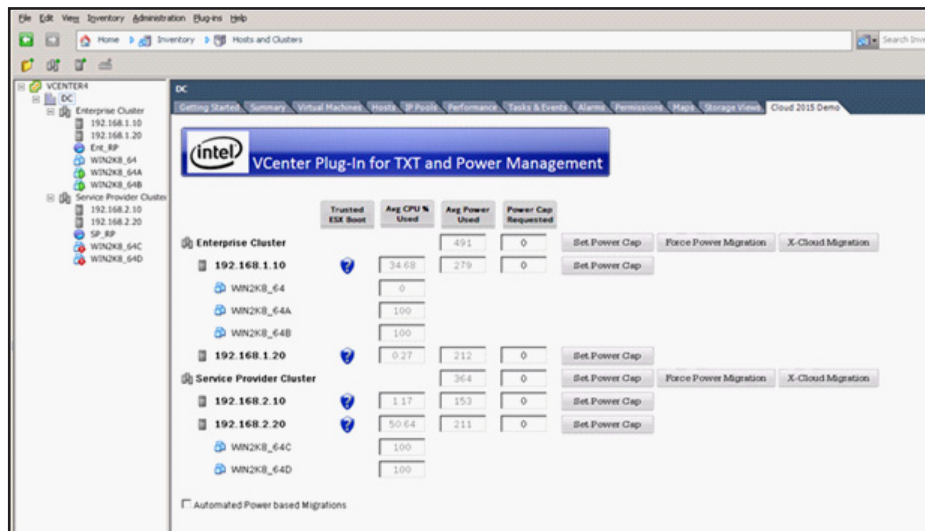 File Edit View Inventory Administration Plug-ins Help
Home Inventory Hosts and Clusters Search Inve
VCENTER4
DC
Enterprise Cluster
192.168.1.10
192.168.1.20
Ent_RP
WIN2K8_64
WIN2K8_64A
WIN2K8_64B
Service Provider Cluster
192.168.2.10
192.168.2.20
SP_RP
WIN2K8_64C
WIN2K8_64D
DC
Getting Started Summary Virtual Machines Hosts IP Pools Performance Tasks & Events Alarms Permissions Maps Storage Views Cloud 2015 Demo
intel VCenter Plug-In for TXT and Power Management
Trusted ESX Boot Avg CPU % Used Avg Power Used Power Cap Requested
Enterprise Cluster 491 0 Set Power Cap Force Power Migration X-Cloud Migration
192.168.1.10 34.68 279 0 Set Power Cap
WIN2K8_64 0
WIN2K8_64A 100
WIN2K8_64B 100
192.168.1.20 0.27 212 0 Set Power Cap
Service Provider Cluster 364 0 Set Power Cap Force Power Migration X-Cloud Migration
192.168.2.10 1.17 153 0 Set Power Cap
192.168.2.20 50.64 211 0 Set Power Cap
WIN2K8_64C 100
WIN2K8_64D 100
Automated Power based Migrations